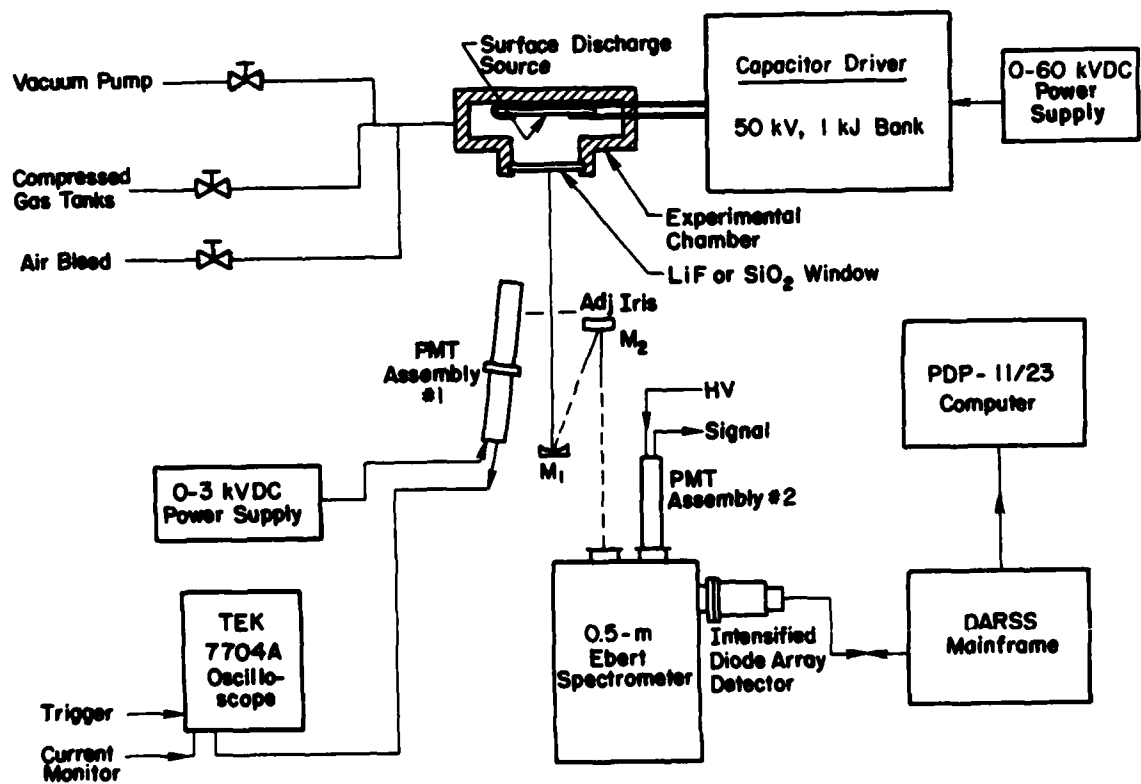 Surface Discharge
Source
Vacuum Pump
Capacitor Driver
50 kV, 1 kJ Bank
0-60 kVDC
Power
Supply
Compressed
Gas Tanks
Experimental
Chamber
Air Bleed
LiF or SiO2 Window
Adj Iris
M2
PMT
Assembly
#1
PDP-11/23
Computer
HV
Signal
M1
PMT
Assembly #2
0-3 kVDC
Power Supply
TEK
7704A
Oscillo-
scope
0.5-m
Ebert
Spectrometer
Intensified
Diode Array
Detector
DARSS
Mainframe
Trigger
Current
Monitor